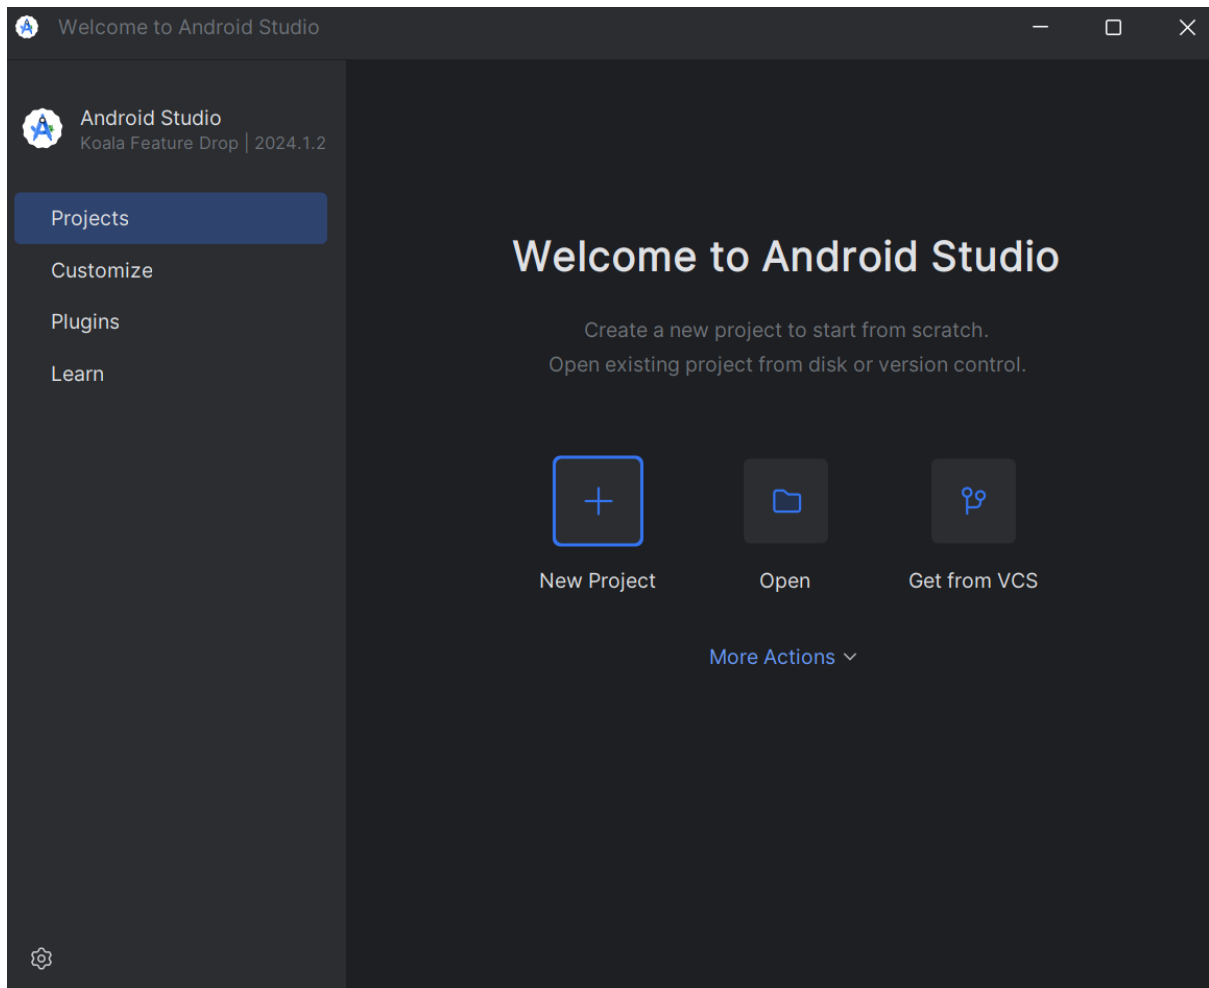 Welcome to Android Studio
Android Studio
Koala Feature Drop | 2024.1.2
Projects
Customize
Plugins
Learn
Welcome to Android Studio
Create a new project to start from scratch.
Open existing project from disk or version control.
New Project
Open
Get from VCS
More Actions